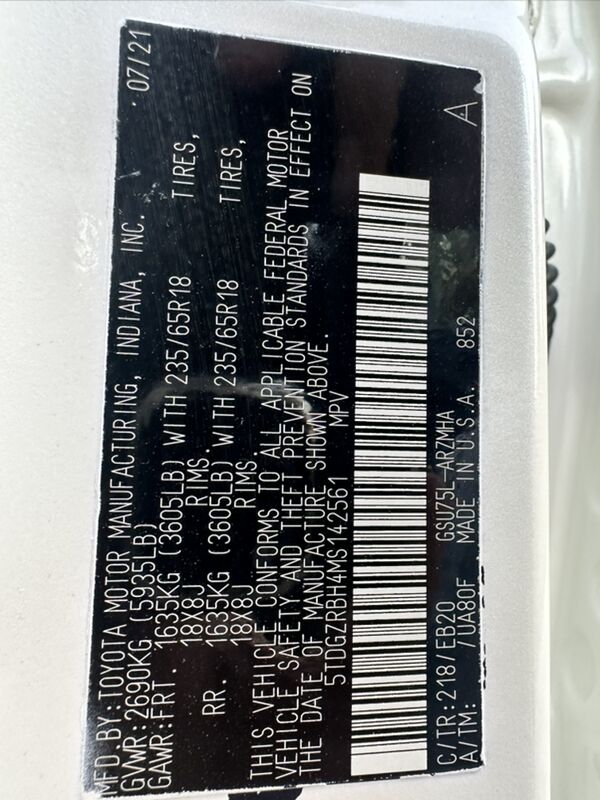 MFD.BY:TOYOTA MOTOR MANUFACTURING, INDIANA, INC. 07/21
GVWR:2690KG (5935LB)
GAWR:FRT. 1635KG (3605LB) WITH 235/65R18 TIRES,
18X8J RIMS.
RR. 1635KG (3605LB) WITH 235/65R18 TIRES,
18X8J RIMS.
THIS VEHICLE CONFORMS TO ALL APPLICABLE FEDERAL MOTOR
VEHICLE SAFETY AND THEFT PREVENTION STANDARDS IN EFFECT ON
THE DATE OF MANUFACTURE SHOWN ABOVE.
5TDGZRBH4MS142561 MPV
C/TR:218/EB20 GSU75L-ARZMHA
A/TM: /UA80F MADE IN U.S.A. 852 A